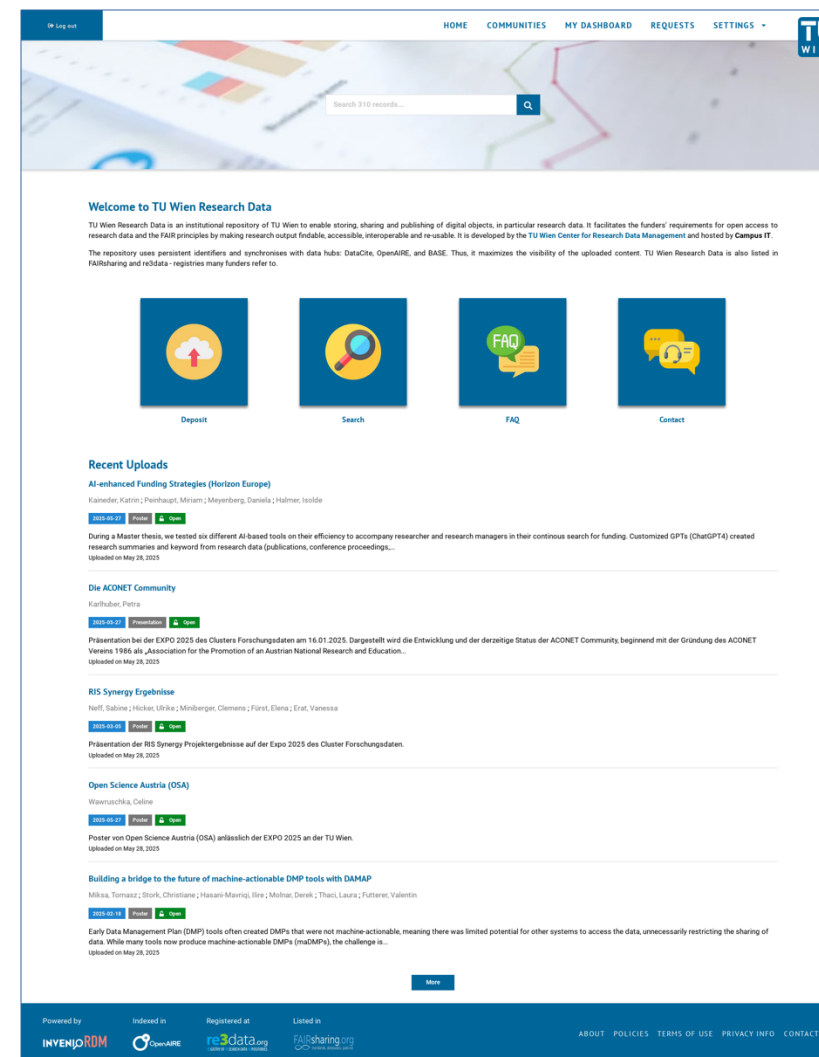 Log out
HOME COMMUNITIES MY DASHBOARD REQUESTS SETTINGS
TU
WI
Search 310 records...
Welcome to TU Wien Research Data
TU Wien Research Data is an institutional repository of TU Wien to enable storing, sharing and publishing of digital objects, in particular research data. It facilitates the funders' requirements for open access to
research data and the FAIR principles by making research output findable, accessible, interoperable and re-usable. It is developed by the TU Wien Center for Research Data Management and hosted by Campus IT.
The repository uses persistent identifiers and synchronises with data hubs: DataCite, OpenAIRE, and BASE. Thus, it maximizes the visibility of the uploaded content. TU Wien Research Data is also listed in
FAIRsharing and re3data - registries many funders refer to.
FAQ
Deposit Search FAQ Contact
Recent Uploads
AI-enhanced Funding Strategies (Horizon Europe)
Kaineder, Katrin ; Peinhaupt, Miriam ; Meyenberg, Daniela ; Halmer, Isolde
2025-05-27 Poster Open
During a Master thesis, we tested six different AI-based tools on their efficiency to accompany researcher and research managers in their continous search for funding. Customized GPTs (ChatGPT4) created
research summaries and keyword from research data (publications, conference proceedings,...
Uploaded on May 28, 2025
Die ACONET Community
Karlhuber, Petra
2025-05-27 Presentation Open
Präsentation bei der EXPO 2025 des Clusters Forschungsdaten am 16.01.2025. Dargestellt wird die Entwicklung und der derzeitige Status der ACONET Community, beginnend mit der Gründung des ACONET
Vereins 1986 als „Association for the Promotion of an Austrian National Research and Education...
Uploaded on May 28, 2025
RIS Synergy Ergebnisse
Neff, Sabine ; Hicker, Ulrike ; Miniberger, Clemens ; Fürst, Elena ; Erat, Vanessa
2025-03-05 Poster Open
Präsentation der RIS Synergy Projektergebnisse auf der Expo 2025 des Cluster Forschungsdaten.
Uploaded on May 28, 2025
Open Science Austria (OSA)
Wawruschka, Celine
2025-05-27 Poster Open
Poster von Open Science Austria (OSA) anlässlich der EXPO 2025 an der TU Wien.
Uploaded on May 28, 2025
Building a bridge to the future of machine-actionable DMP tools with DAMAP
Miksa, Tomasz ; Stork, Christiane ; Hasani-Mavriqi, Ilire ; Molnar, Derek ; Thaci, Laura ; Futterer, Valentin
2025-02-18 Poster Open
Early Data Management Plan (DMP) tools often created DMPs that were not machine-actionable, meaning there was limited potential for other systems to access the data, unnecessarily restricting the sharing of
data. While many tools now produce machine-actionable DMPs (maDMPs), the challenge is...
Uploaded on May 28, 2025
More
Powered by Indexed in Registered at Listed in
INVENIORDM OpenAIRE re3data.org FAIRsharing.org
ABOUT POLICIES TERMS OF USE PRIVACY INFO CONTACT